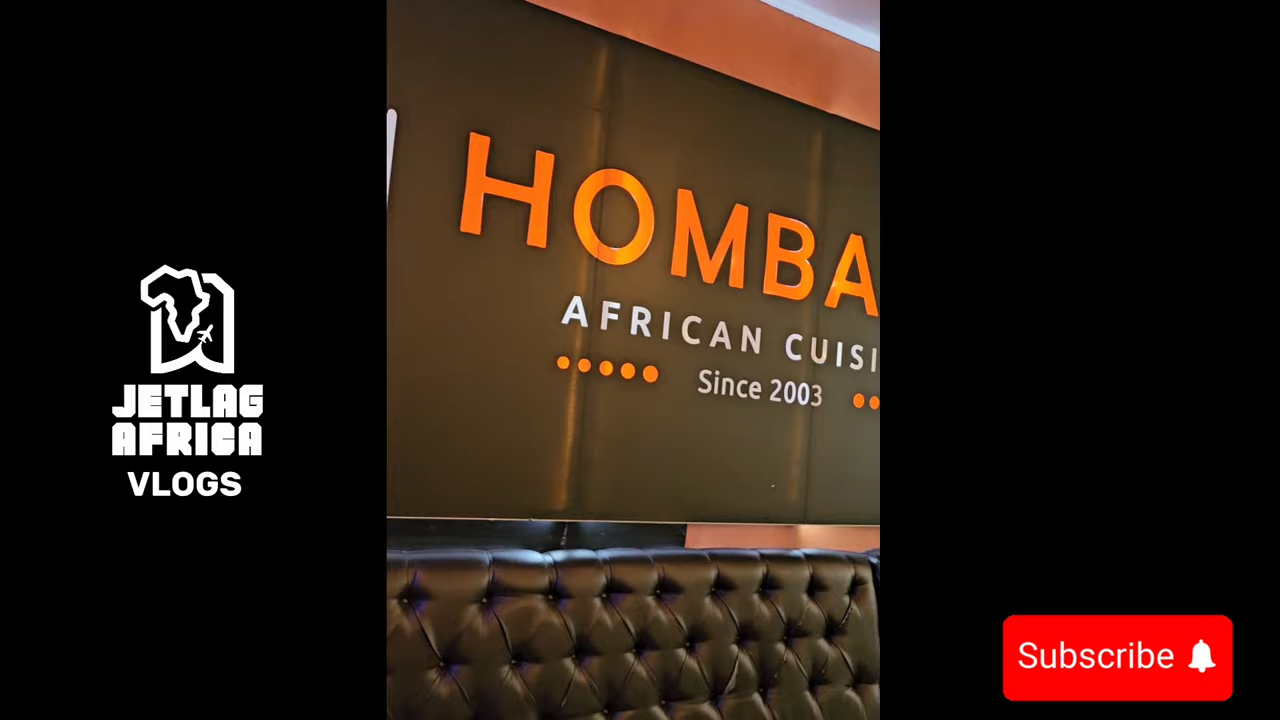 HOMBA
AFRICAN CUISI
Since 2003
JETLAG
AFRICA
VLOGS
Subscribe